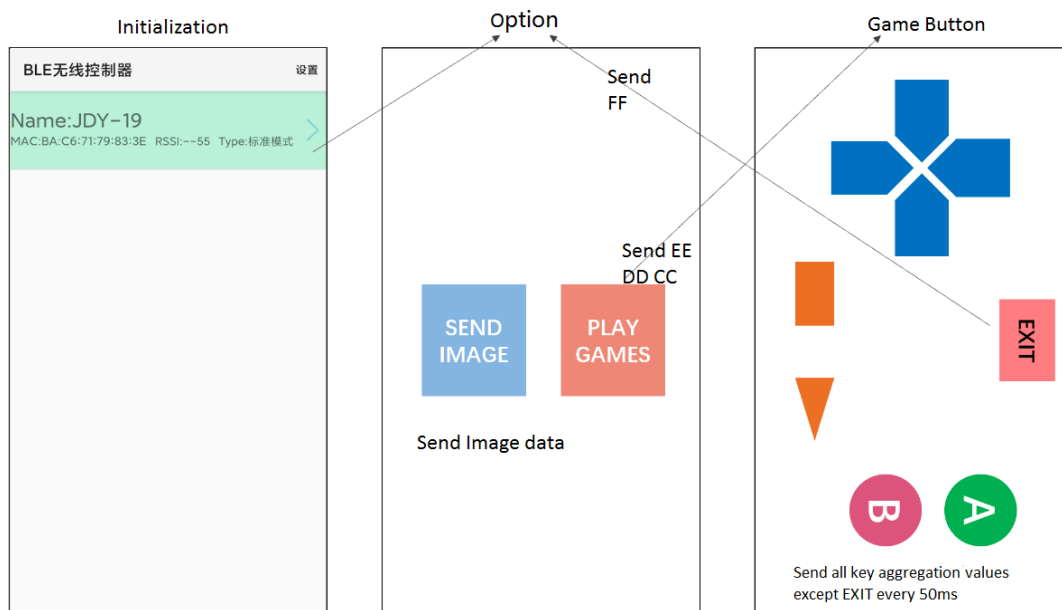 Initialization
BLE无线控制器
设置
Name:JDY-19
MAC:BA:C6:71:79:83:3E RSSI:--55 Type:标准模式
Option
Send
FF
Send EE
DD CC
SEND
IMAGE
PLAY
GAMES
Send Image data
Game Button
EXIT
B
A
Send all key aggregation values
except EXIT every 50ms